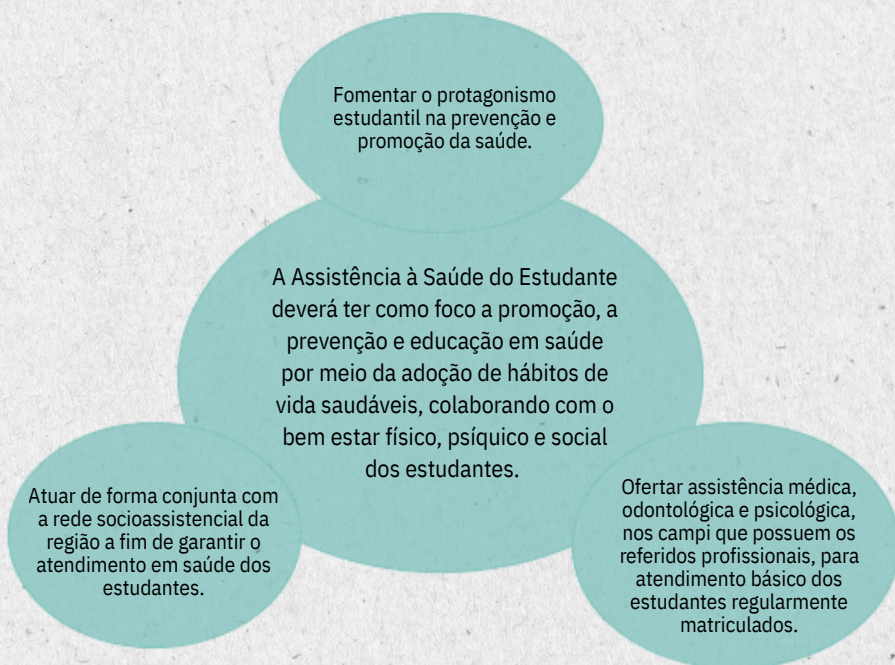 Fomentar o protagonismo
estudantil na prevenção e
promoção da saúde.
A Assistência à Saúde do Estudante
deverá ter como foco a promoção, a
prevenção e educação em saúde
por meio da adoção de hábitos de
vida saudáveis, colaborando com o
bem estar físico, psíquico e social
dos estudantes.
Atuar de forma conjunta com
a rede socioassistencial da
região a fim de garantir o
atendimento em saúde dos
estudantes.
Ofertar assistência médica,
odontológica e psicológica,
nos campi que possuem os
referidos profissionais, para
atendimento básico dos
estudantes regularmente
matriculados.